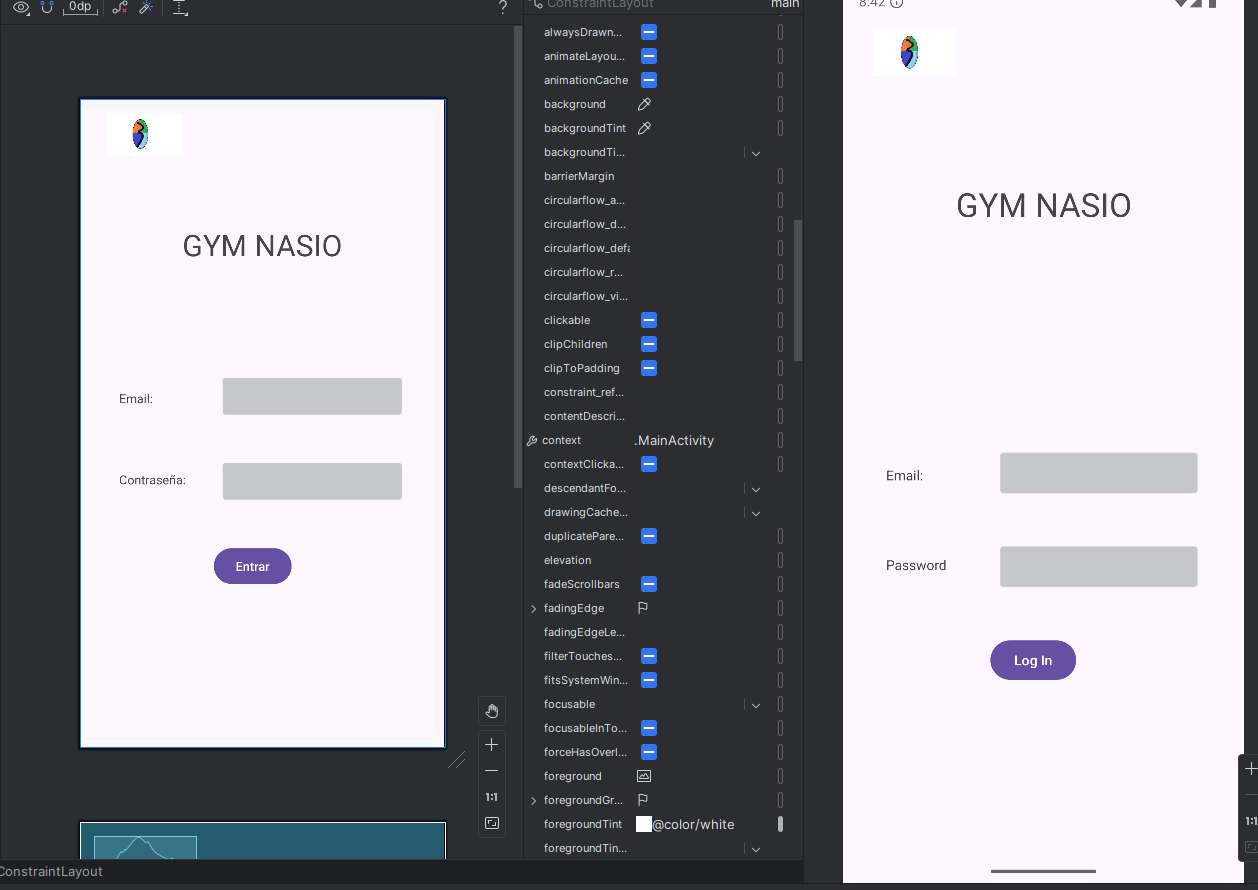 0dp
?
GYM NASIO
Email:
Contraseña:
Entrar
1:1
ConstraintLayout
ConstraintLayout
main
alwaysDrawn...
animateLayou...
animationCache
background
backgroundTint
backgroundTi...
barrierMargin
circularflow_a...
circularflow_d...
circularflow_defa
circularflow_r...
circularflow_vi...
clickable
clipChildren
clipToPadding
constraint_ref...
contentDescri...
context .MainActivity
contextClicka...
descendantFo...
drawingCache...
duplicatePare...
elevation
fadeScrollbars
fadingEdge
fadingEdgeLe...
filterTouches...
fitsSystemWin...
focusable
focusableInTo...
forceHasOverl...
foreground
foregroundGr...
foregroundTint @color/white
foregroundTin...
8:42
GYM NASIO
Email:
Password
Log In
1:1